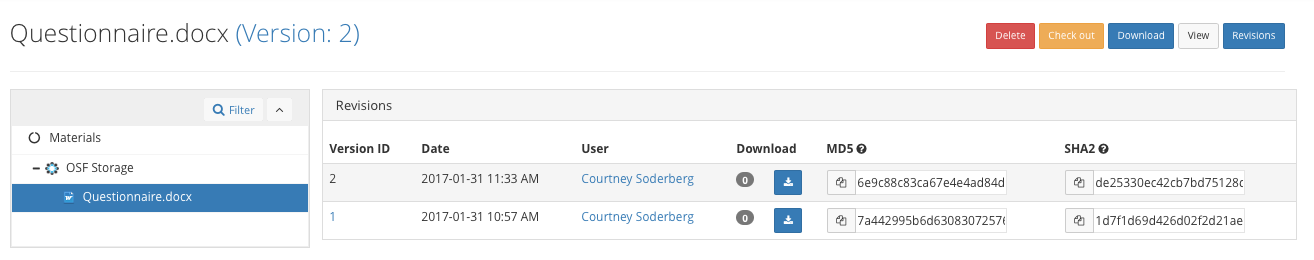 Questionnaire.docx (Version: 2)
Delete Check out Download View Revisions
Filter
Materials
OSF Storage
Questionnaire.docx
Revisions
Version ID Date User Download MD5 SHA2
2 2017-01-31 11:33 AM Courtney Soderberg 0 6e9c88c83ca67e4e4ad84d de25330ec42cb7bd75128c
1 2017-01-31 10:57 AM Courtney Soderberg 0 7a442995b6d6308307257 1d7f1d69d426d02f2d21ae